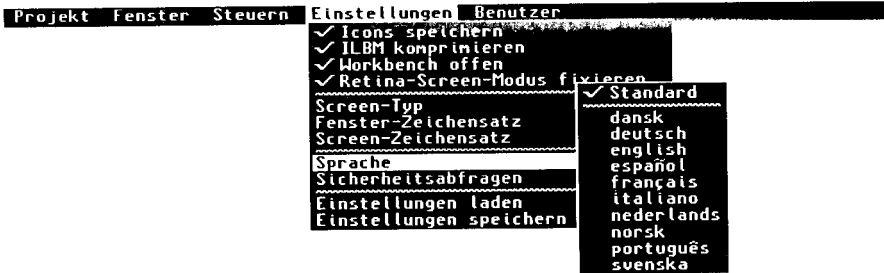 Projekt Fenster Steuern Einstellungen Benutzer
✓ Icons speichern
✓ ILBM komprimieren
✓ Workbench offen
✓ Retina-Screen-Modus fixieren
Screen-Typ
Fenster-Zeichensatz
Screen-Zeichensatz
Sprache
Sicherheitsabfragen
Einstellungen laden
Einstellungen speichern
✓ Standard
dansk
deutsch
english
español
français
italiano
nederlands
norsk
português
svenska